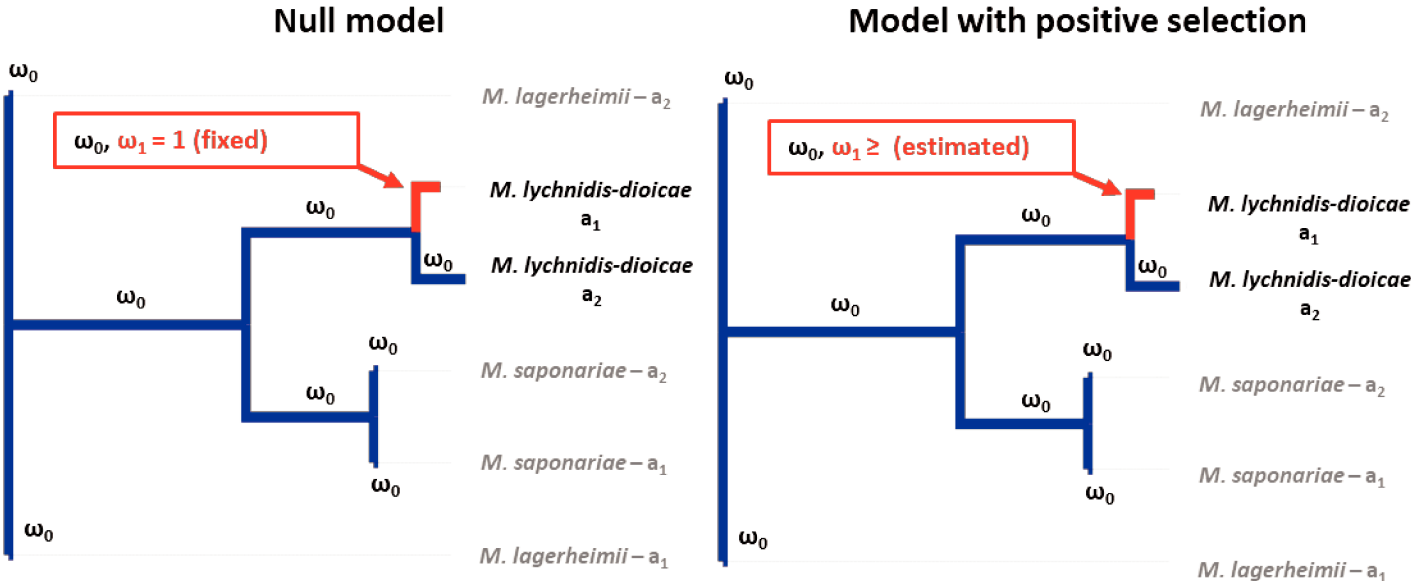 Null model
ω₀
M. lagerheimii – a₂
ω₀, ω₁ = 1 (fixed)
ω₀
M. lychnidis-dioicae
a₁
ω₀
M. lychnidis-dioicae
a₂
ω₀
ω₀
M. saponariae – a₂
ω₀
M. saponariae – a₁
ω₀
ω₀
M. lagerheimii – a₁
Model with positive selection
ω₀
M. lagerheimii – a₂
ω₀, ω₁ ≥ (estimated)
ω₀
M. lychnidis-dioicae
a₁
ω₀
M. lychnidis-dioicae
a₂
ω₀
ω₀
M. saponariae – a₂
ω₀
M. saponariae – a₁
ω₀
ω₀
M. lagerheimii – a₁